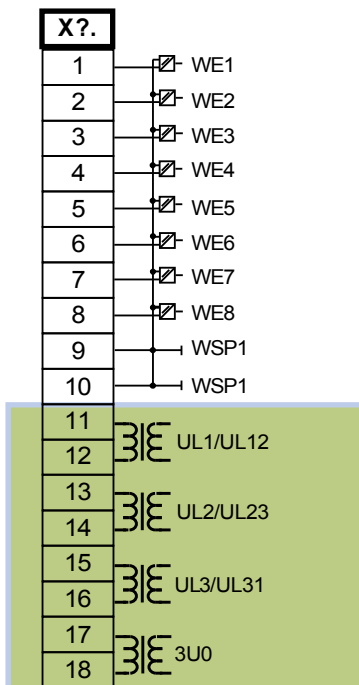 X?.
1 WE1
2 WE2
3 WE3
4 WE4
5 WE5
6 WE6
7 WE7
8 WE8
9 WSP1
10 WSP1
11
12
UL1/UL12
13
14
UL2/UL23
15
16
UL3/UL31
17
18
3U0